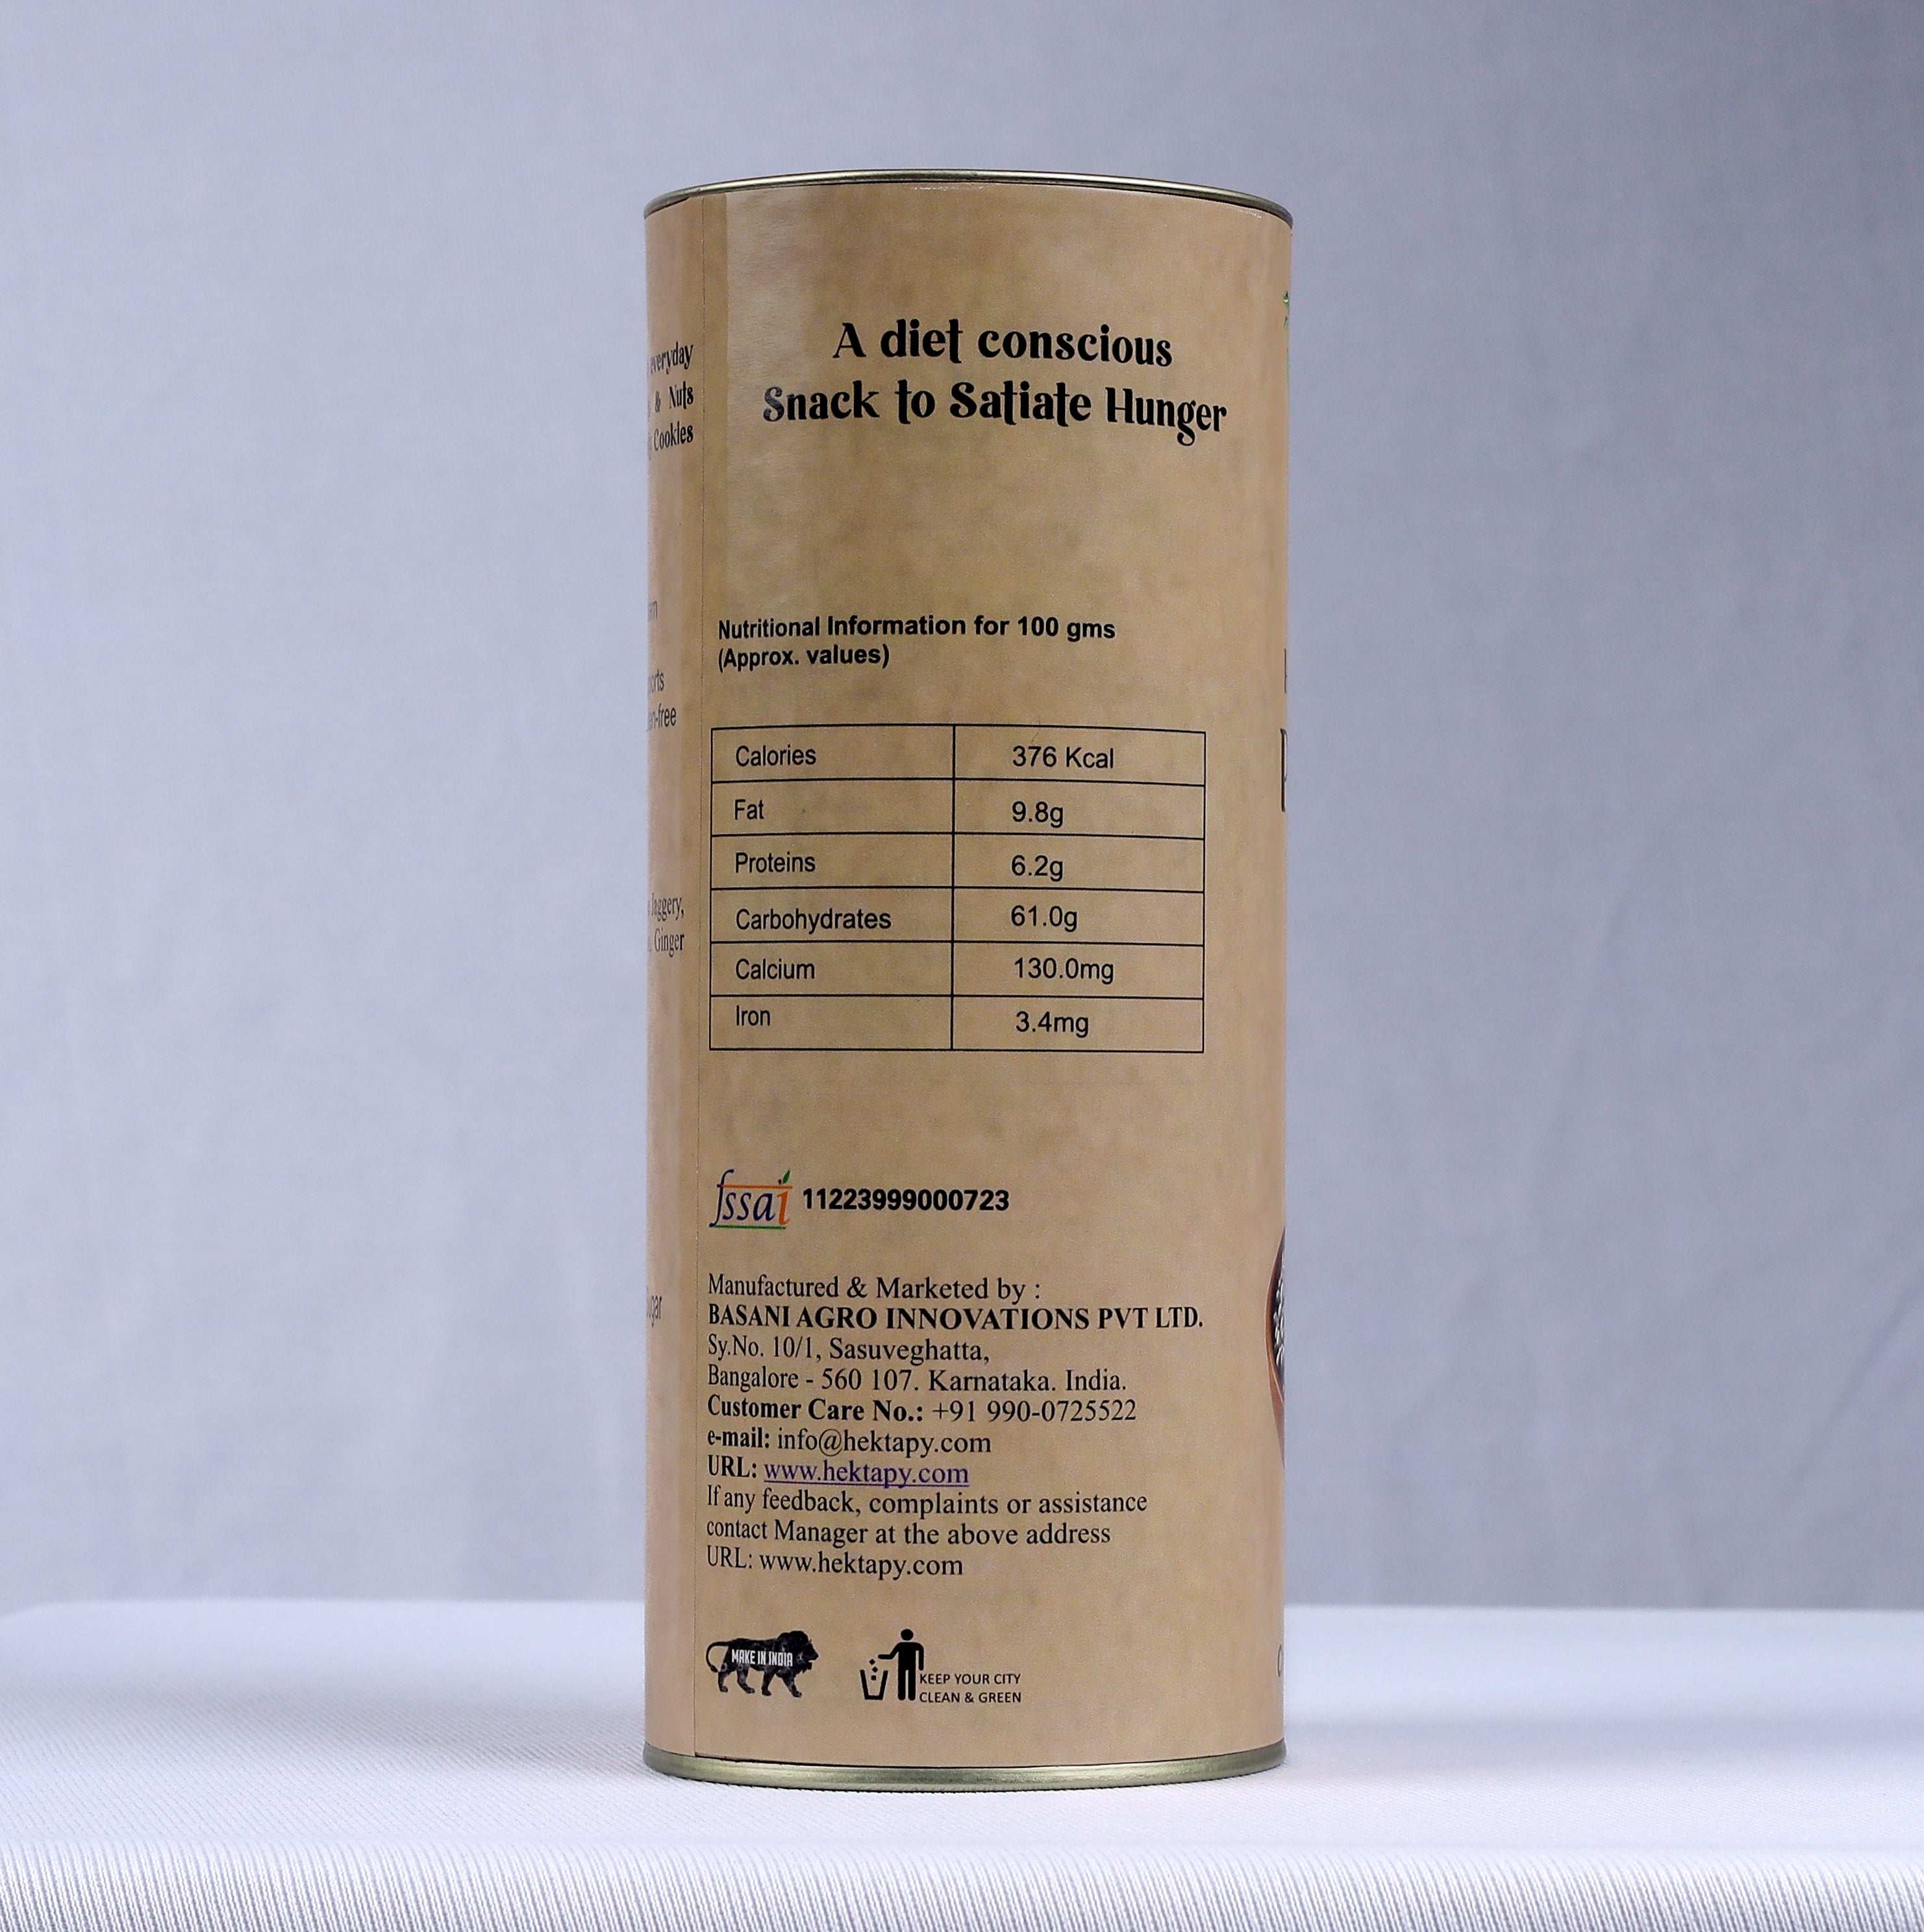 everyday
& Nuts
Cookies
Jaggery,
Ginger
A diet conscious
Snack to Satiate Hunger
Nutritional Information for 100 gms
(Approx. values)
Calories 376 Kcal
Fat 9.8g
Proteins 6.2g
Carbohydrates 61.0g
Calcium 130.0mg
Iron 3.4mg
fssai 11223999000723
Manufactured & Marketed by :
BASANI AGRO INNOVATIONS PVT LTD.
Sy.No. 10/1, Sasuveghatta,
Bangalore - 560 107. Karnataka. India.
Customer Care No.: +91 990-0725522
e-mail: info@hektapy.com
URL: www.hektapy.com
If any feedback, complaints or assistance
contact Manager at the above address
URL: www.hektapy.com
MAKE IN INDIA
KEEP YOUR CITY
CLEAN & GREEN